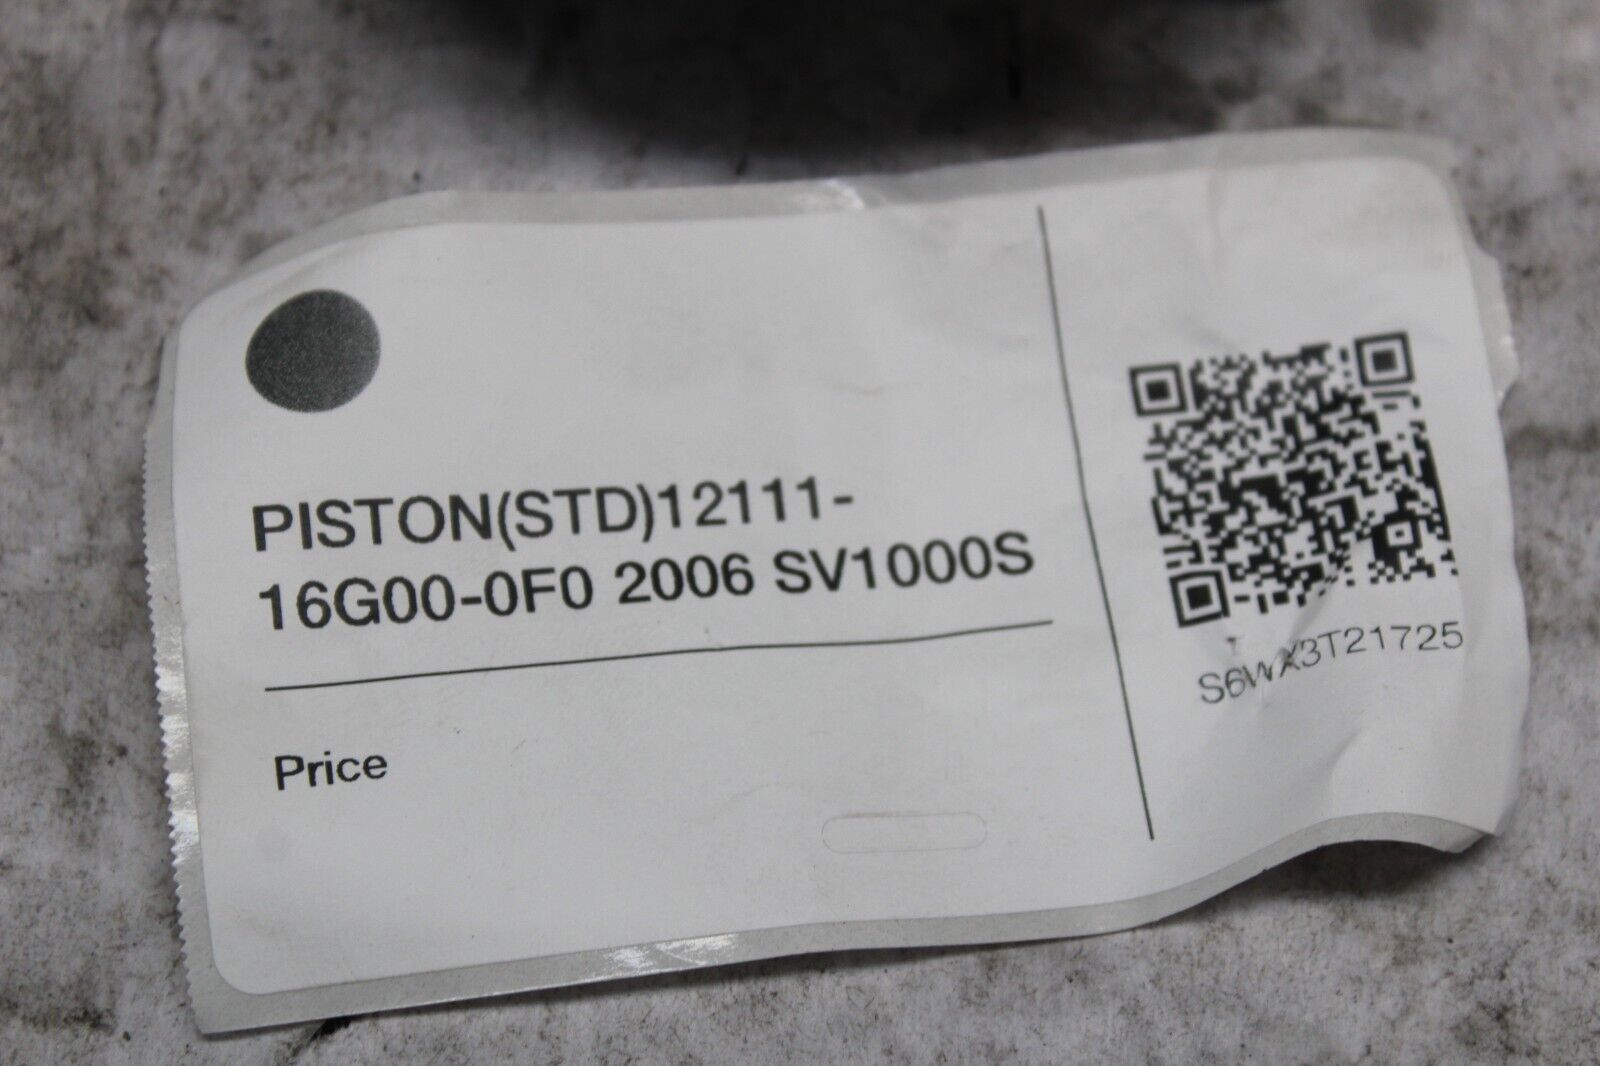 PISTON(STD)12111-
16G00-0F0 2006 SV1000S
Price
S6WX3T21725